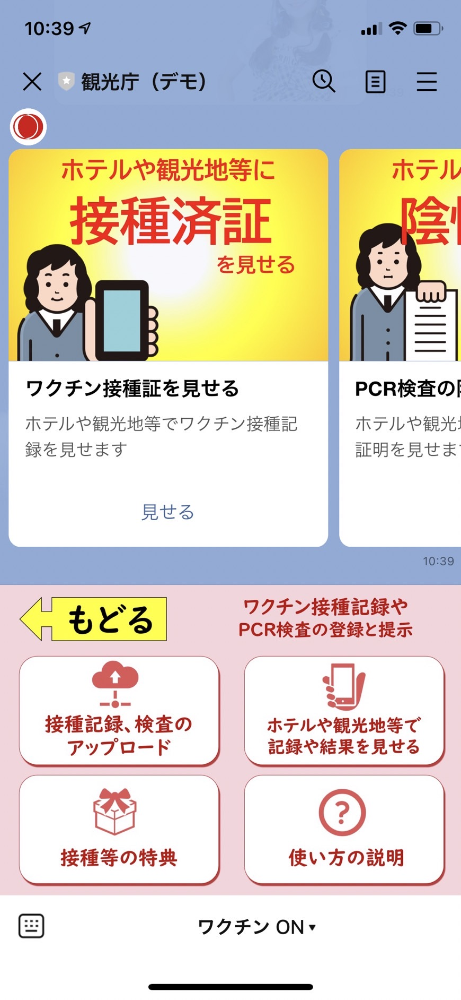 10:39
観光庁（デモ）
ホテルや観光地等に
接種済証
を見せる
ワクチン接種証を見せる
ホテルや観光地等でワクチン接種記
録を見せます
見せる
ホテル
陰
PCR検査の
ホテルや観光
証明を見せま
10:39
もどる
ワクチン接種記録や
PCR検査の登録と提示
接種記録、検査の
アップロード
ホテルや観光地等で
記録や結果を見せる
接種等の特典
使い方の説明
ワクチン ON▾